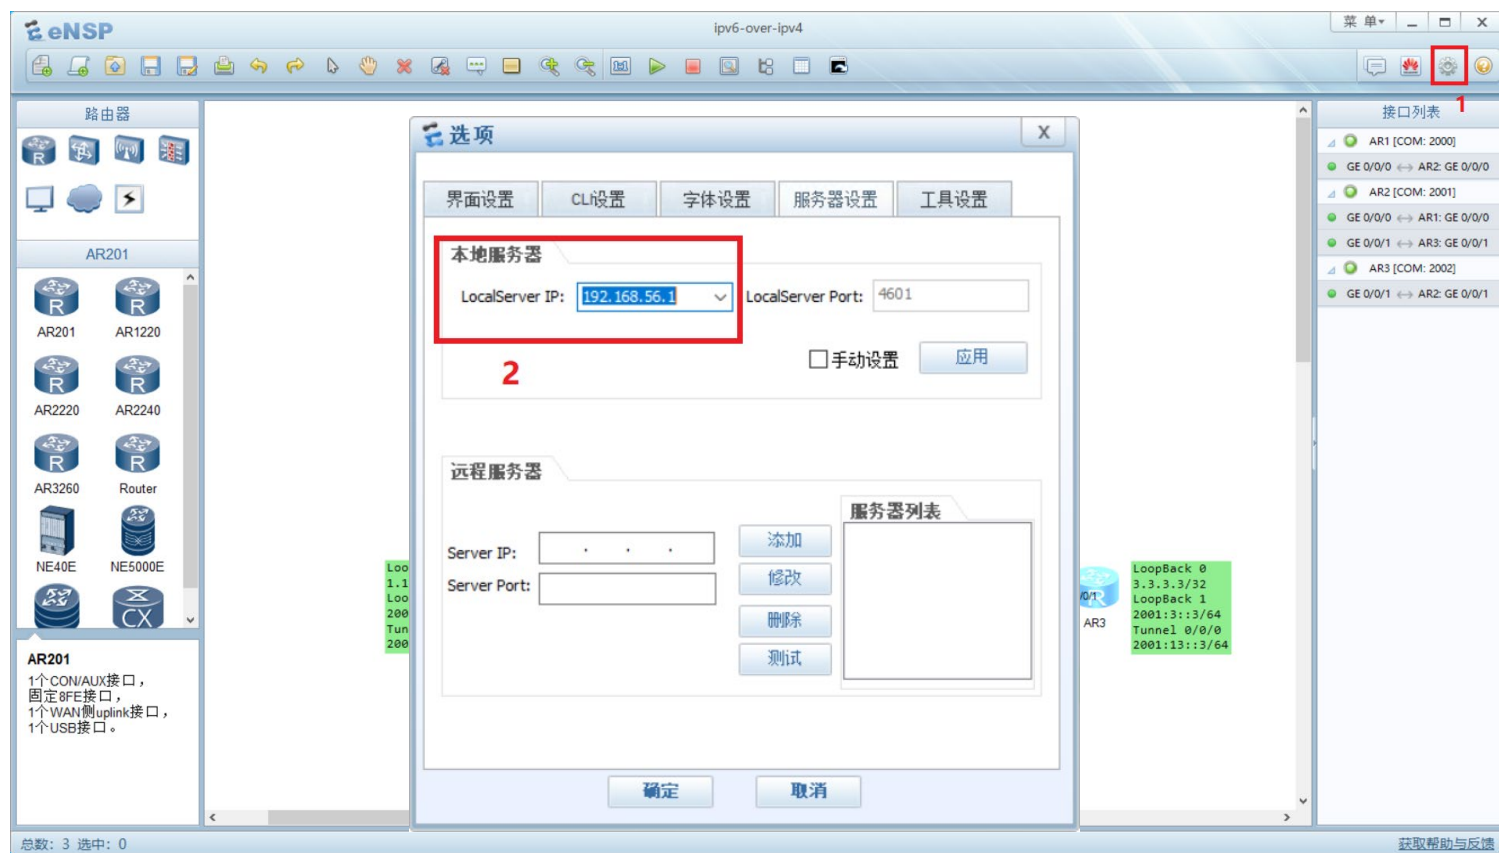 eNSP
ipv6-over-ipv4
菜 单
1
路由器
AR201
AR201
AR1220
AR2220
AR2240
AR3260
Router
NE40E
NE5000E
CX
AR201
1个CON/AUX接口，
固定8FE接口，
1个WAN侧uplink接口，
1个USB接口。
选项
X
界面设置
CLI设置
字体设置
服务器设置
工具设置
本地服务器
LocalServer IP:
192.168.56.1
LocalServer Port:
4601
2
手动设置
应用
远程服务器
服务器列表
Server IP:
. . .
Server Port:
添加
修改
删除
测试
确定
取消
Loo
1.1
Loo
200
Tun
200
/0/1
AR3
LoopBack 0
3.3.3.3/32
LoopBack 1
2001:3::3/64
Tunnel 0/0/0
2001:13::3/64
接口列表
AR1 [COM: 2000]
GE 0/0/0 <-> AR2: GE 0/0/0
AR2 [COM: 2001]
GE 0/0/0 <-> AR1: GE 0/0/0
GE 0/0/1 <-> AR3: GE 0/0/1
AR3 [COM: 2002]
GE 0/0/1 <-> AR2: GE 0/0/1
总数: 3 选中: 0
获取帮助与反馈